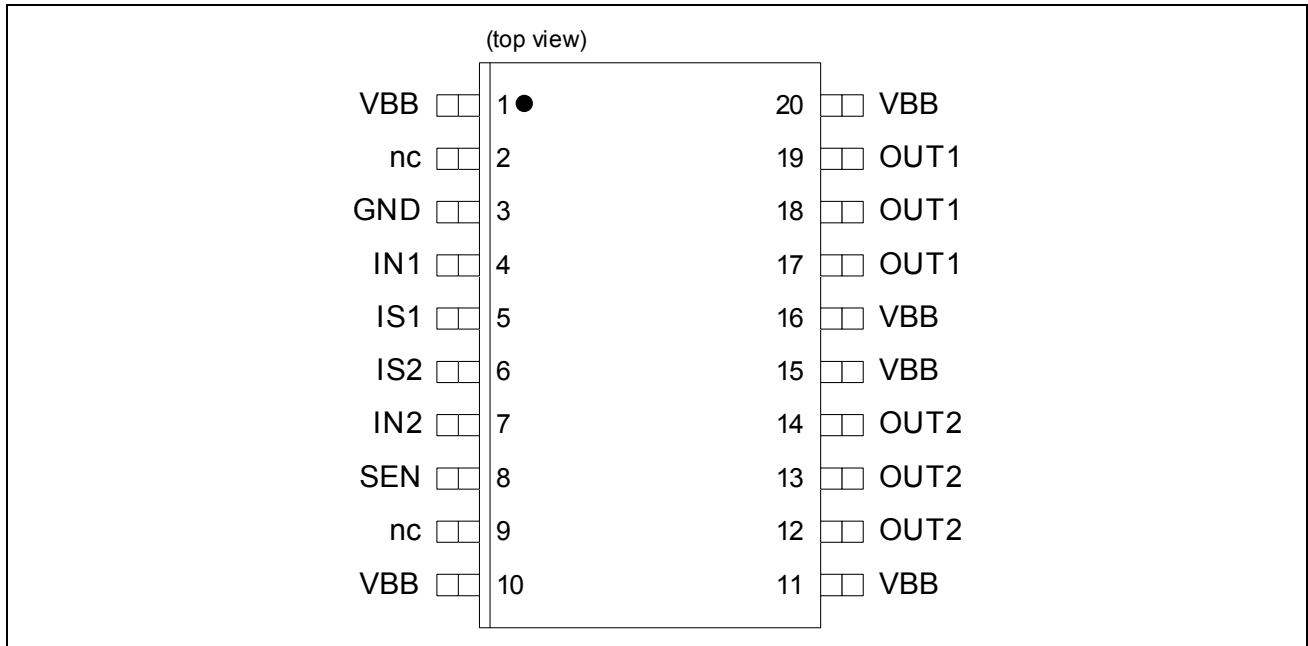 (top view)
VBB 1 20 VBB
nc 2 19 OUT1
GND 3 18 OUT1
IN1 4 17 OUT1
IS1 5 16 VBB
IS2 6 15 VBB
IN2 7 14 OUT2
SEN 8 13 OUT2
nc 9 12 OUT2
VBB 10 11 VBB